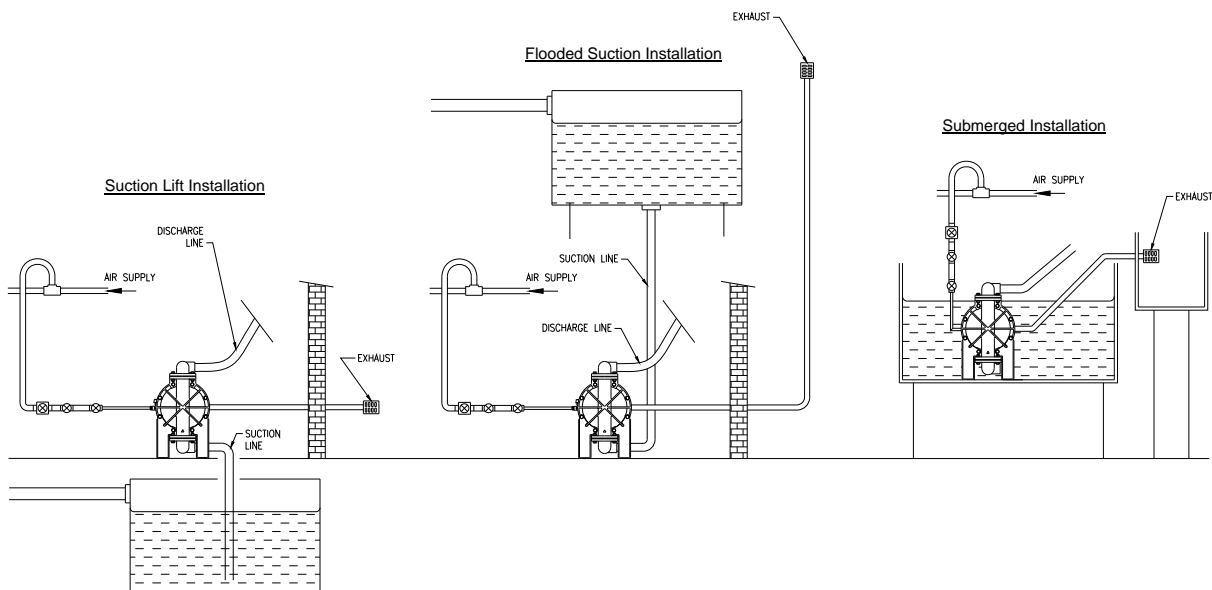 Suction Lift Installation
DISCHARGE
LINE
AIR SUPPLY
EXHAUST
SUCTION
LINE
Flooded Suction Installation
EXHAUST
SUCTION LINE
AIR SUPPLY
DISCHARGE LINE
Submerged Installation
AIR SUPPLY
EXHAUST